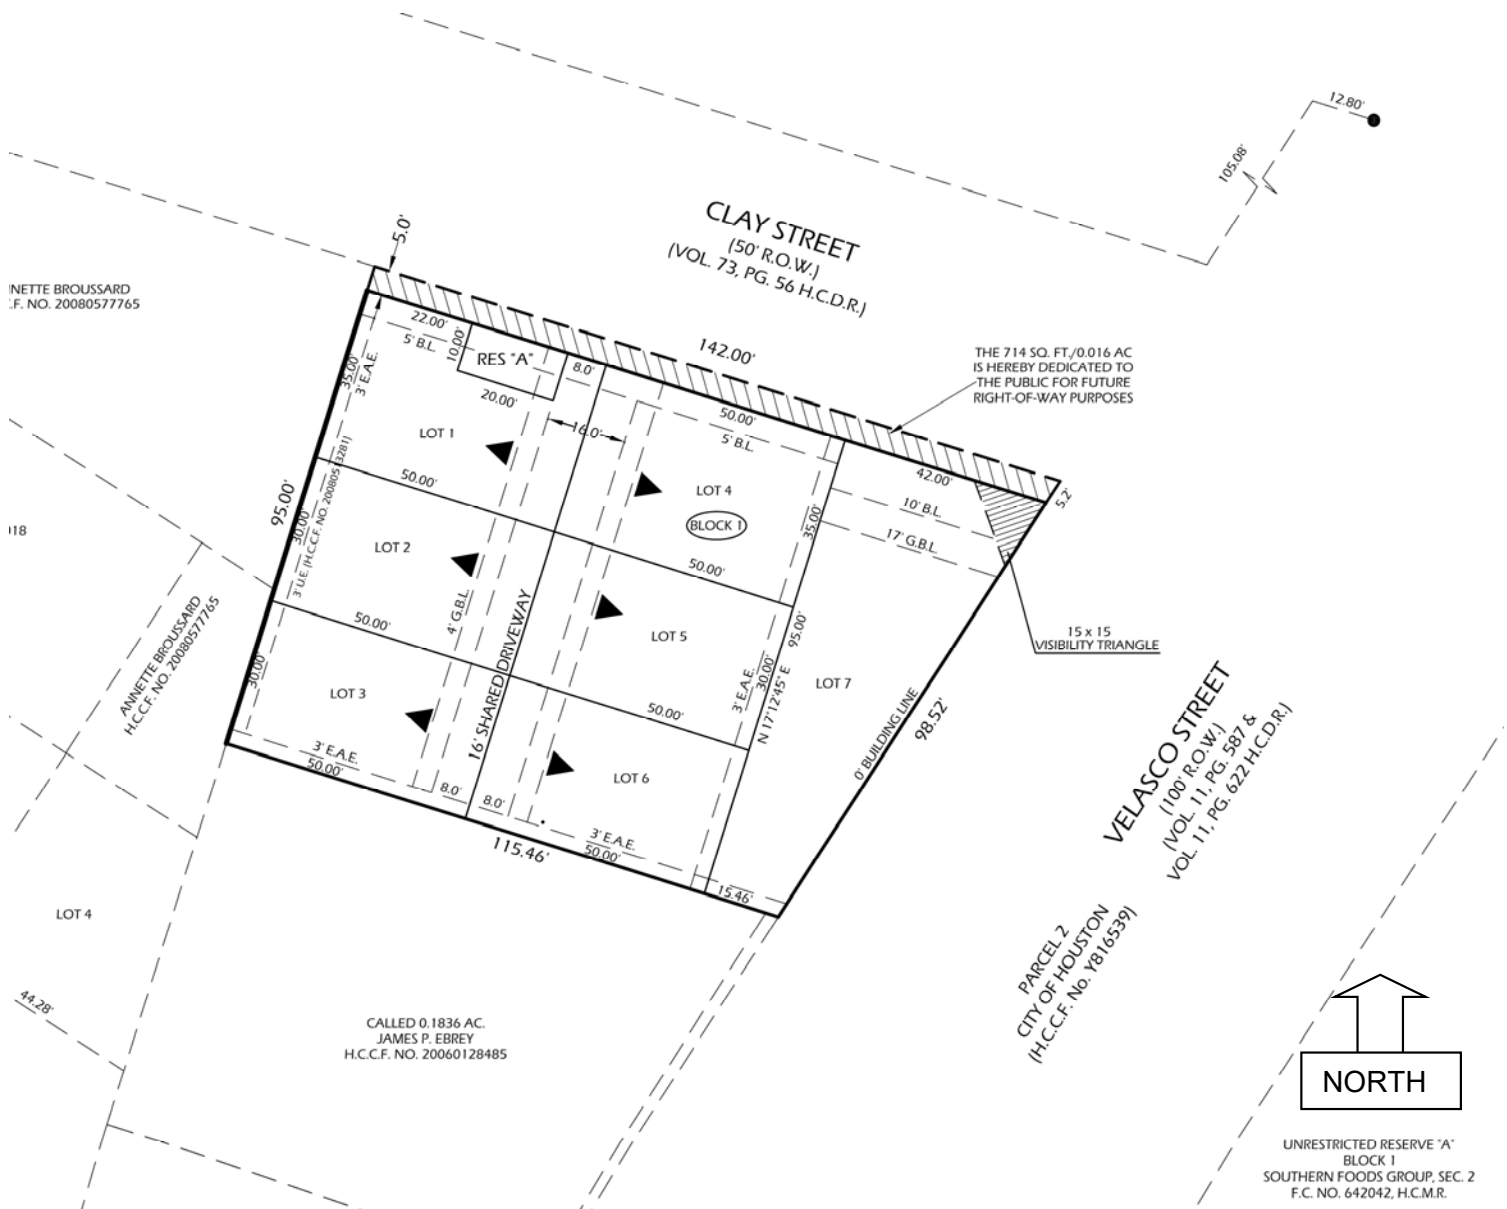 12.80'
105.08'
CLAY STREET
(50' R.O.W.)
(VOL. 73, PG. 56 H.C.D.R.)
5.0'
NETTE BROUSSARD
.F. NO. 20080577765
142.00'
THE 714 SQ. FT./0.016 AC
IS HEREBY DEDICATED TO
THE PUBLIC FOR FUTURE
RIGHT-OF-WAY PURPOSES
22.00'
5' B.L.
10.00'
RES "A"
8.0'
20.00'
35.00'
3' E.A.E.
16.0'
50.00'
5' B.L.
LOT 1
50.00'
42.00'
5.2'
LOT 4
BLOCK 1
10' B.L.
17' G.B.L.
35.00'
95.00'
30.00'
3' U.E. (H.C.C.F. NO. 20080573281)
18
LOT 2
50.00'
50.00'
4' G.B.L.
16' SHARED DRIVEWAY
LOT 5
15 x 15
VISIBILITY TRIANGLE
ANNETTE BROUSSARD
H.C.C.F. NO. 20080577765
30.00'
LOT 3
50.00'
3' E.A.E.
30.00'
N 17°12'45" E
95.00'
LOT 7
0' BUILDING LINE
98.52'
VELASCO STREET
(100' R.O.W.)
(VOL. 11, PG. 587 &
VOL. 11, PG. 622 H.C.D.R.)
3' E.A.E.
50.00'
8.0'
8.0'
LOT 6
3' E.A.E.
50.00'
115.46'
15.46'
LOT 4
44.28'
PARCEL 2
CITY OF HOUSTON
(H.C.C.F. No. Y816539)
CALLED 0.1836 AC.
JAMES P. EBREY
H.C.C.F. NO. 20060128485
NORTH
UNRESTRICTED RESERVE "A"
BLOCK 1
SOUTHERN FOODS GROUP, SEC. 2
F.C. NO. 642042, H.C.M.R.